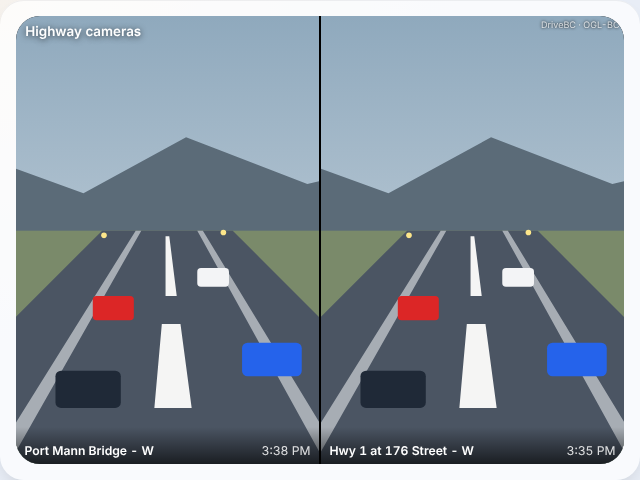 Highway cameras
DriveBC · OGL-BC
Port Mann Bridge - W
3:38 PM
Hwy 1 at 176 Street - W
3:35 PM